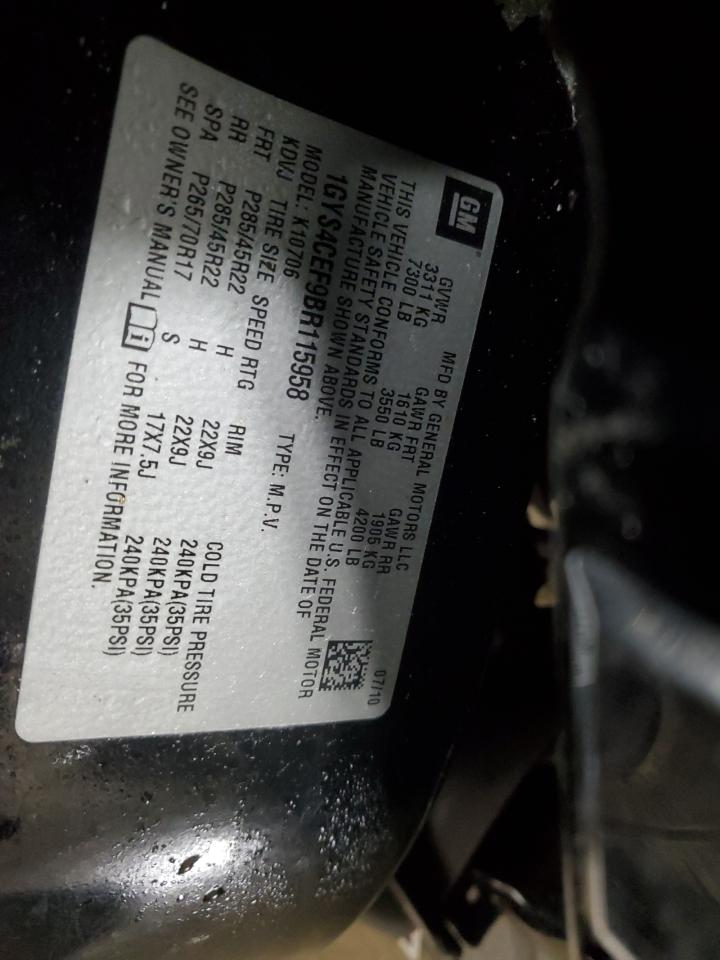 GM
MFD BY GENERAL MOTORS LLC 07/10
GVWR GAWR FRT GAWR RR
3311 KG 1610 KG 1905 KG
7300 LB 3550 LB 4200 LB
THIS VEHICLE CONFORMS TO ALL APPLICABLE U.S. FEDERAL MOTOR
VEHICLE SAFETY STANDARDS IN EFFECT ON THE DATE OF
MANUFACTURE SHOWN ABOVE.
1GYS4CEF9BR115958 TYPE: M.P.V.
MODEL: K10706
KDVJ TIRE SIZE SPEED RTG RIM COLD TIRE PRESSURE
FRT P285/45R22 H 22X9J 240KPA(35PSI)
RR P285/45R22 H 22X9J 240KPA(35PSI)
SPA P265/70R17 S 17X7.5J 240KPA(35PSI)
SEE OWNER'S MANUAL i FOR MORE INFORMATION.